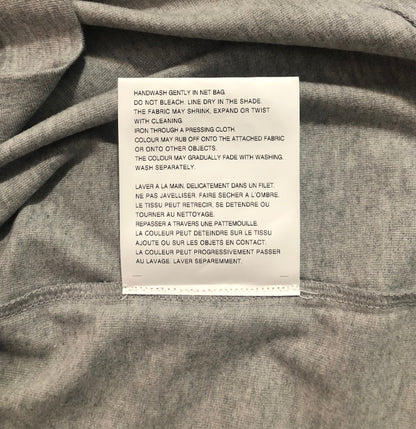 HANDWASH GENTLY IN NET BAG.
DO NOT BLEACH. LINE DRY IN THE SHADE.
THE FABRIC MAY SHRINK, EXPAND OR TWIST
WITH CLEANING.
IRON THROUGH A PRESSING CLOTH.
COLOUR MAY RUB OFF ONTO THE ATTACHED FABRIC
OR ONTO OTHER OBJECTS.
THE COLOUR MAY GRADUALLY FADE WITH WASHING.
WASH SEPARATELY.
LAVER A LA MAIN, DELICATEMENT DANS UN FILET.
NE PAS JAVELLISER. FAIRE SECHER A L'OMBRE.
LE TISSU PEUT RETRECIR, SE DETENDRE OU
TOURNER AU NETTOYAGE.
REPASSER A TRAVERS UNE PATTEMOUILLE.
LA COULEUR PEUT DETEINDRE SUR LE TISSU
AJOUTE OU SUR LES OBJETS EN CONTACT.
LA COULEUR PEUT PROGRESSIVEMENT PASSER
AU LAVAGE. LAVER SEPAREMMENT.